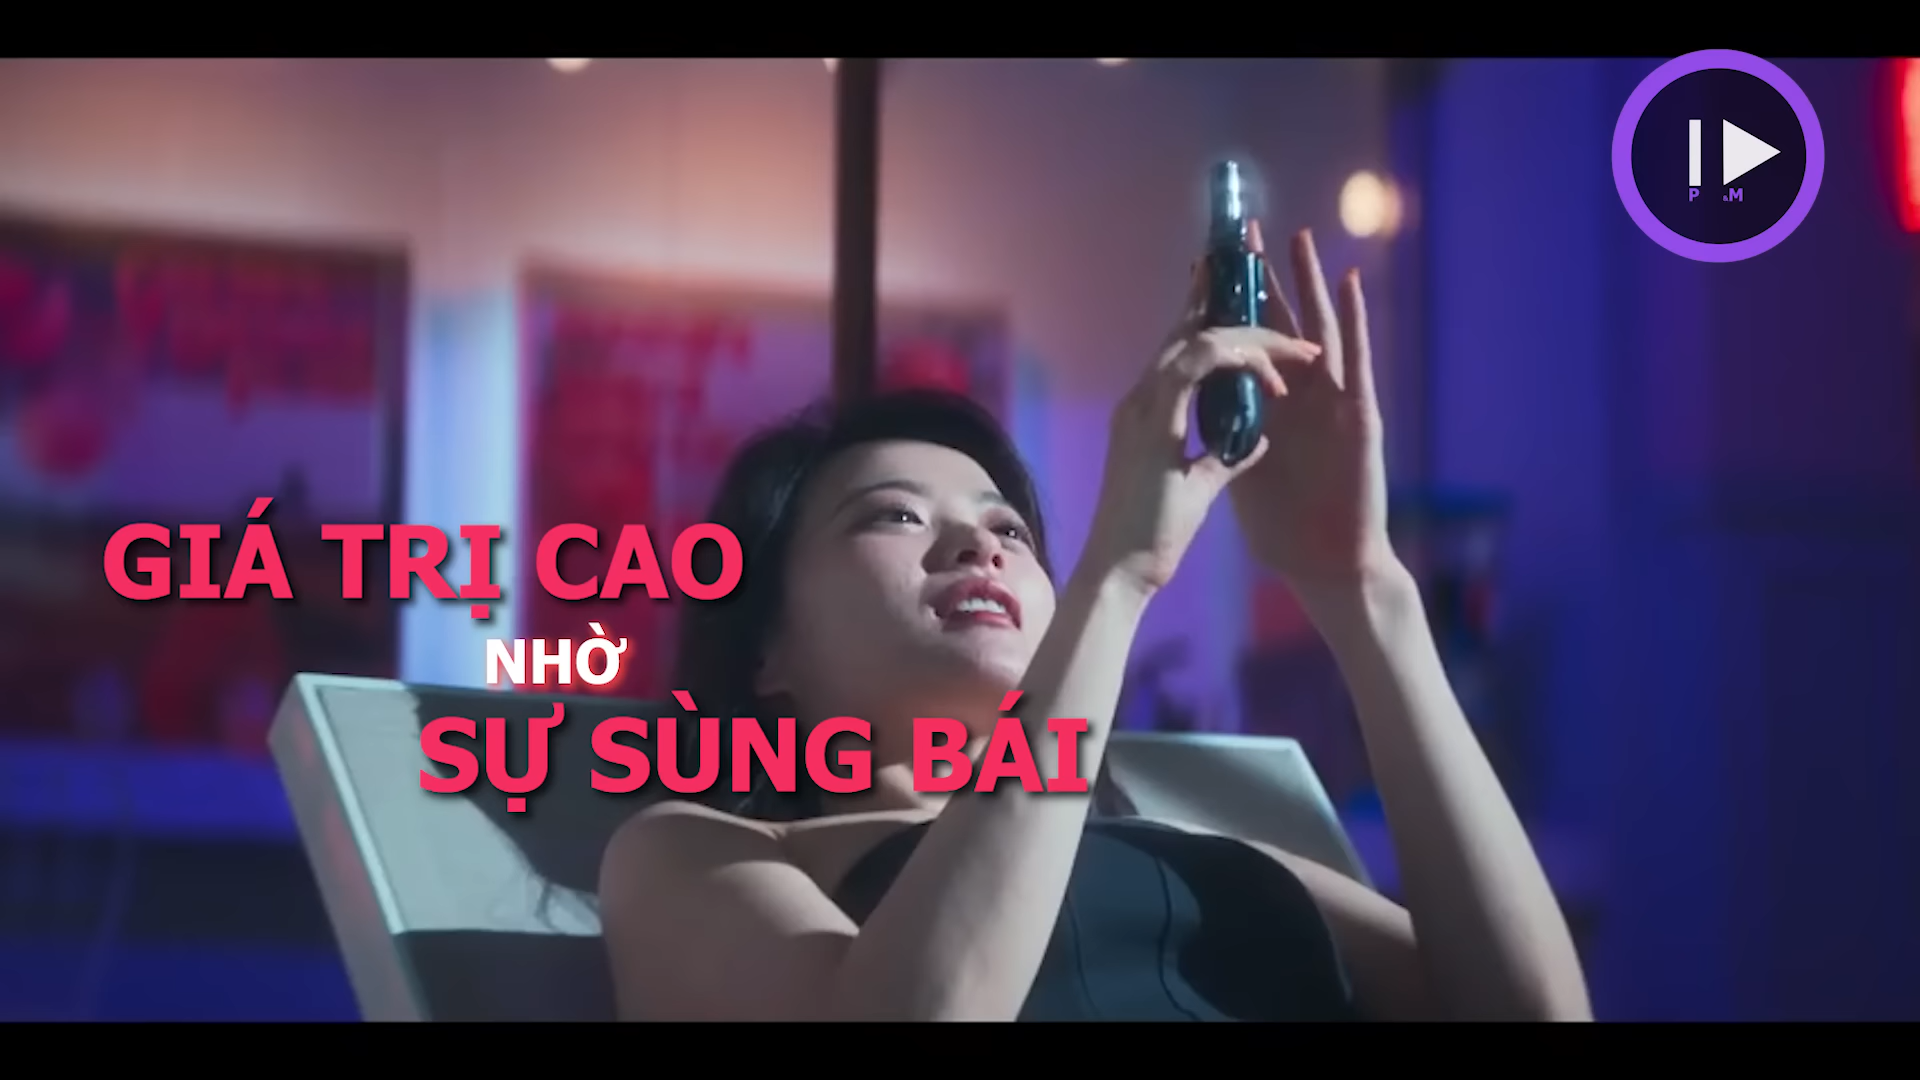 P &M
GIÁ TRỊ CAO
NHỜ
SỰ SÙNG BÁI